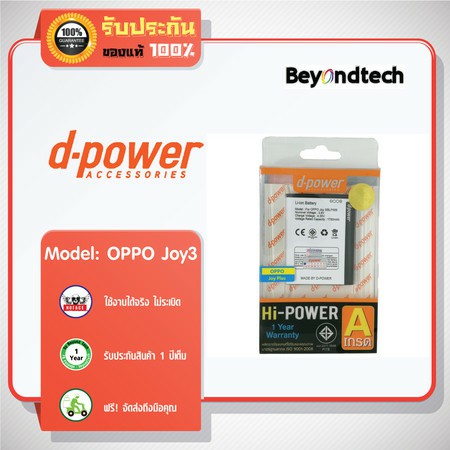 100%
GUARANTEE
รับประกัน
ของแท้ 100%
Beyondtech
d-power
ACCESSORIES
Model: OPPO Joy3
ใช้งานได้จริง ไม่ระเบิด
1
Year
รับประกันสินค้า 1 ปีเต็ม
ฟรี! จัดส่งถึงมือคุณ
d-power
Li-ion Battery
OPPO
Joy Plus
MADE BY D-POWER
Hi-POWER
1 Year
Warranty
A
เกรด